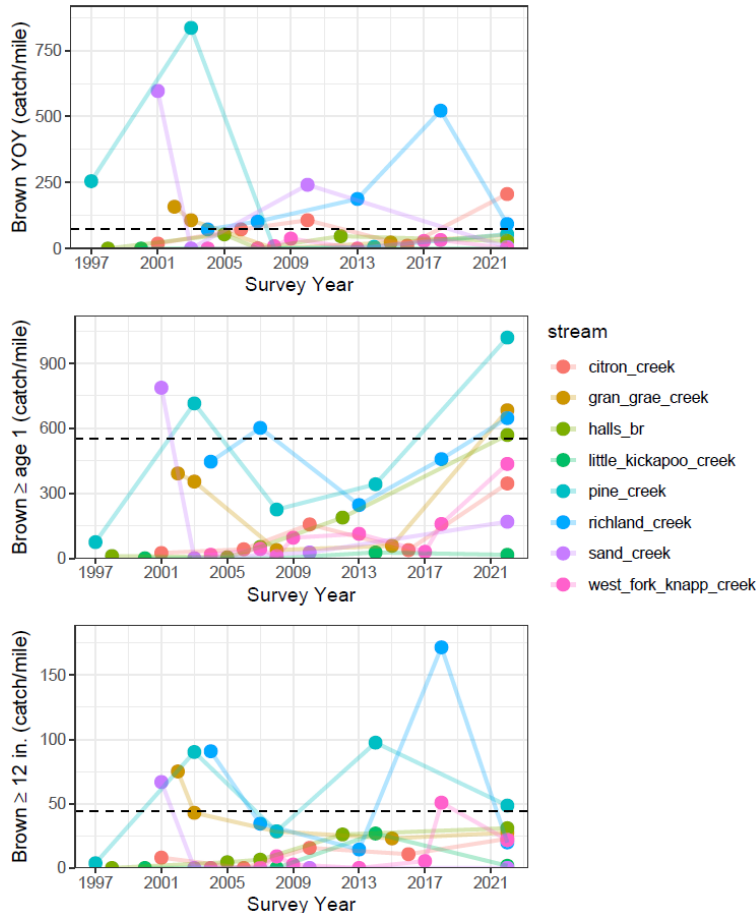 Brown YOY (catch/mile)
750
500
250
0
1997 2001 2005 2009 2013 2017 2021
Survey Year
Brown ≥ age 1 (catch/mile)
900
600
300
0
1997 2001 2005 2009 2013 2017 2021
Survey Year
stream
citron_creek
gran_grae_creek
halls_br
little_kickapoo_creek
pine_creek
richland_creek
sand_creek
west_fork_knapp_creek
Brown ≥ 12 in. (catch/mile)
150
100
50
0
1997 2001 2005 2009 2013 2017 2021
Survey Year